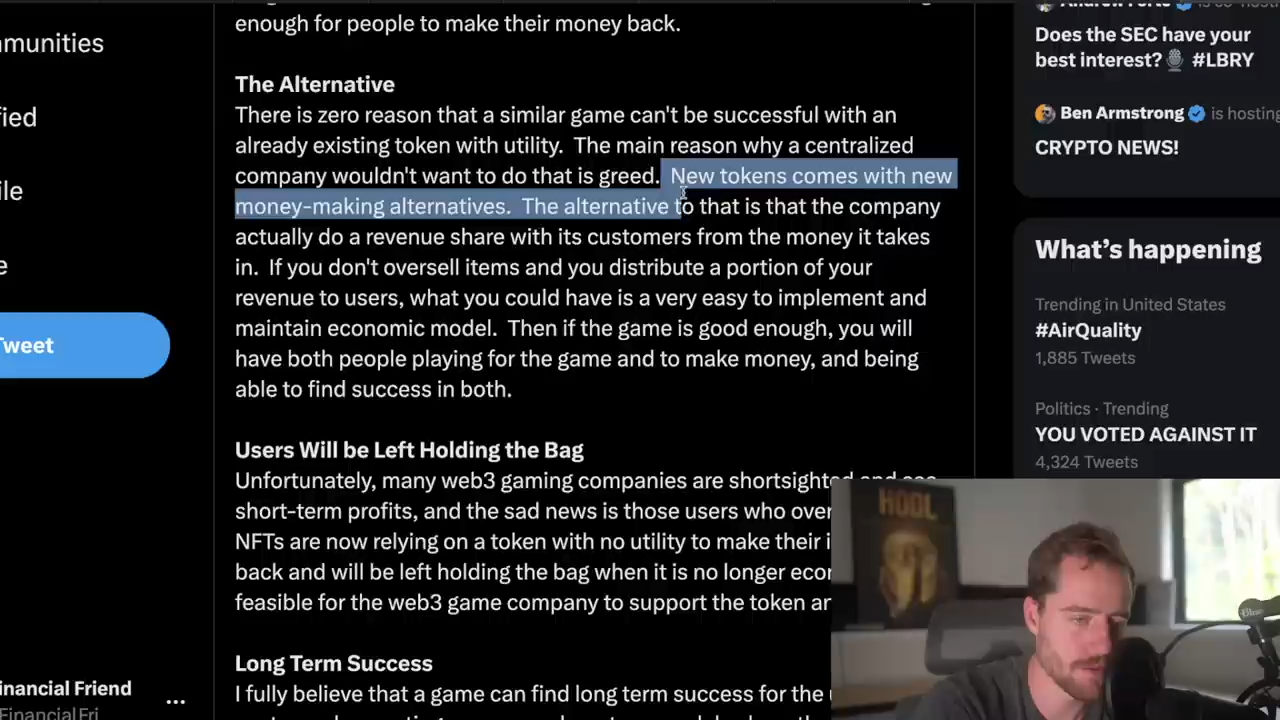 enough for people to make their money back.
mmunities
The Alternative
There is zero reason that a similar game can't be successful with an
already existing token with utility.  The main reason why a centralized
company wouldn't want to do that is greed.  New tokens comes with new
money-making alternatives.  The alternative to that is that the company
actually do a revenue share with its customers from the money it takes
in.  If you don't oversell items and you distribute a portion of your
revenue to users, what you could have is a very easy to implement and
maintain economic model.  Then if the game is good enough, you will
have both people playing for the game and to make money, and being
able to find success in both.
Users Will be Left Holding the Bag
Unfortunately, many web3 gaming companies are shortsighted and see
short-term profits, and the sad news is those users who over
NFTs are now relying on a token with no utility to make their i
back and will be left holding the bag when it is no longer econ
feasible for the web3 game company to support the token an
Long Term Success
I fully believe that a game can find long term success for the
fied
ile
e
Tweet
inancial Friend
FinancialFri
...
Does the SEC have your
best interest? #LBRY
Ben Armstrong is hosting
CRYPTO NEWS!
What's happening
Trending in United States
#AirQuality
1,885 Tweets
Politics · Trending
YOU VOTED AGAINST IT
4,324 Tweets
HODL